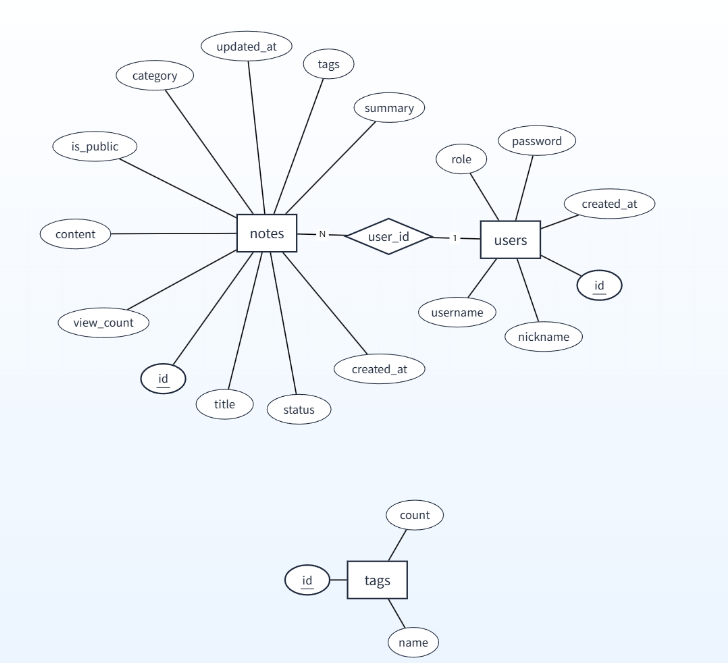 updated_at
tags
category
summary
password
is_public
role
created_at
content
notes
N
user_id
1
users
id
view_count
username
nickname
id
created_at
title
status
count
id
tags
name